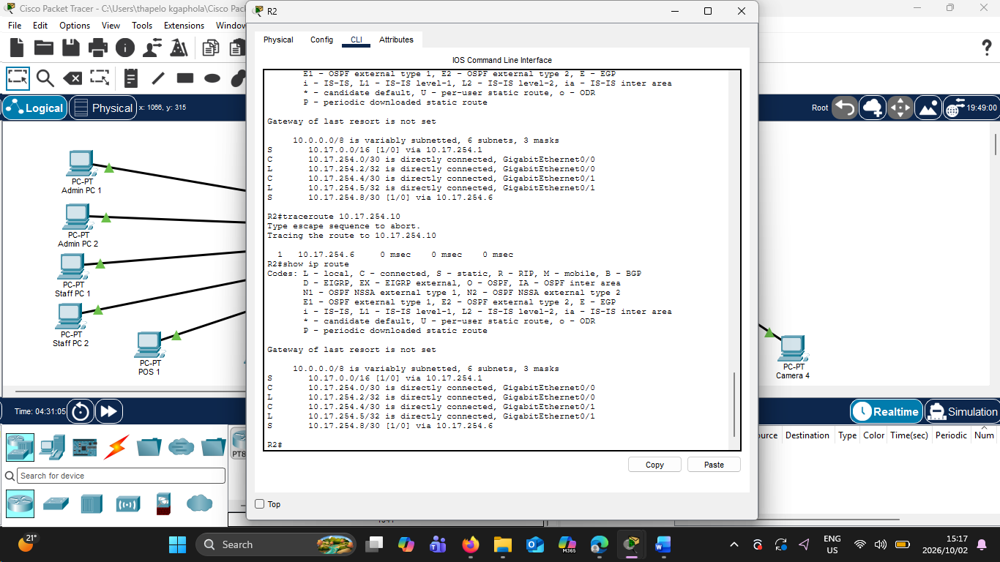 Cisco Packet Tracer - C:\Users\thapelo kgaphola\Cisco Pac
File Edit Options View Tools Extensions Window
Logical Physical x: 1066, y: 315
Root 19:49:00
PC-PT
Admin PC 1
PC-PT
Admin PC 2
PC-PT
Staff PC 1
PC-PT
Staff PC 2
PC-PT
POS 1
R2
Physical Config CLI Attributes
IOS Command Line Interface
E1 - OSPF external type 1, E2 - OSPF external type 2, E - EGP
i - IS-IS, L1 - IS-IS level-1, L2 - IS-IS level-2, ia - IS-IS inter area
* - candidate default, U - per-user static route, o - ODR
P - periodic downloaded static route
Gateway of last resort is not set
10.0.0.0/8 is variably subnetted, 6 subnets, 3 masks
S 10.17.0.0/16 [1/0] via 10.17.254.1
C 10.17.254.0/30 is directly connected, GigabitEthernet0/0
L 10.17.254.2/32 is directly connected, GigabitEthernet0/0
C 10.17.254.4/30 is directly connected, GigabitEthernet0/1
L 10.17.254.5/32 is directly connected, GigabitEthernet0/1
S 10.17.254.8/30 [1/0] via 10.17.254.6
R2#traceroute 10.17.254.10
Type escape sequence to abort.
Tracing the route to 10.17.254.10
1 10.17.254.6 0 msec 0 msec 0 msec
R2#show ip route
Codes: L - local, C - connected, S - static, R - RIP, M - mobile, B - BGP
D - EIGRP, EX - EIGRP external, O - OSPF, IA - OSPF inter area
N1 - OSPF NSSA external type 1, N2 - OSPF NSSA external type 2
E1 - OSPF external type 1, E2 - OSPF external type 2, E - EGP
i - IS-IS, L1 - IS-IS level-1, L2 - IS-IS level-2, ia - IS-IS inter area
* - candidate default, U - per-user static route, o - ODR
P - periodic downloaded static route
Gateway of last resort is not set
10.0.0.0/8 is variably subnetted, 6 subnets, 3 masks
S 10.17.0.0/16 [1/0] via 10.17.254.1
C 10.17.254.0/30 is directly connected, GigabitEthernet0/0
L 10.17.254.2/32 is directly connected, GigabitEthernet0/0
C 10.17.254.4/30 is directly connected, GigabitEthernet0/1
L 10.17.254.5/32 is directly connected, GigabitEthernet0/1
S 10.17.254.8/30 [1/0] via 10.17.254.6
R2#
Copy Paste
Top
PC-PT
Camera 4
Time: 04:31:05
Realtime Simulation
Destination Type Color Time(sec) Periodic Num
Search for device
PT8
21°
Search
M365
ENG
US
15:17
2026/10/02